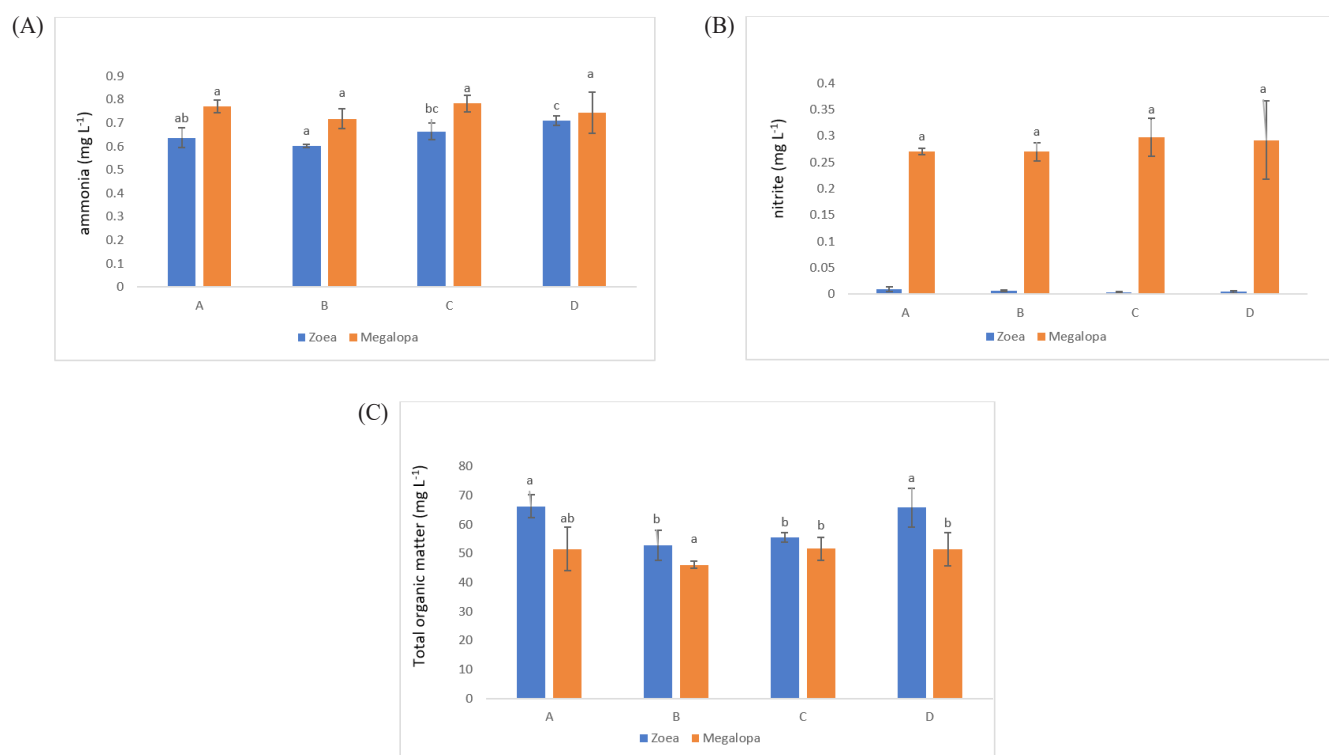 (A)
ammonia (mg L⁻¹)
0.9
0.8
0.7
0.6
0.5
0.4
0.3
0.2
0.1
0
ab a a a bc a c a
A B C D
Zoea Megalopa
(B)
nitrite (mg L⁻¹)
0.4
0.35
0.3
0.25
0.2
0.15
0.1
0.05
0
a a a a
A B C D
Zoea Megalopa
(C)
Total organic matter (mg L⁻¹)
80
70
60
50
40
30
20
10
0
a ab b a b b a b
A B C D
Zoea Megalopa